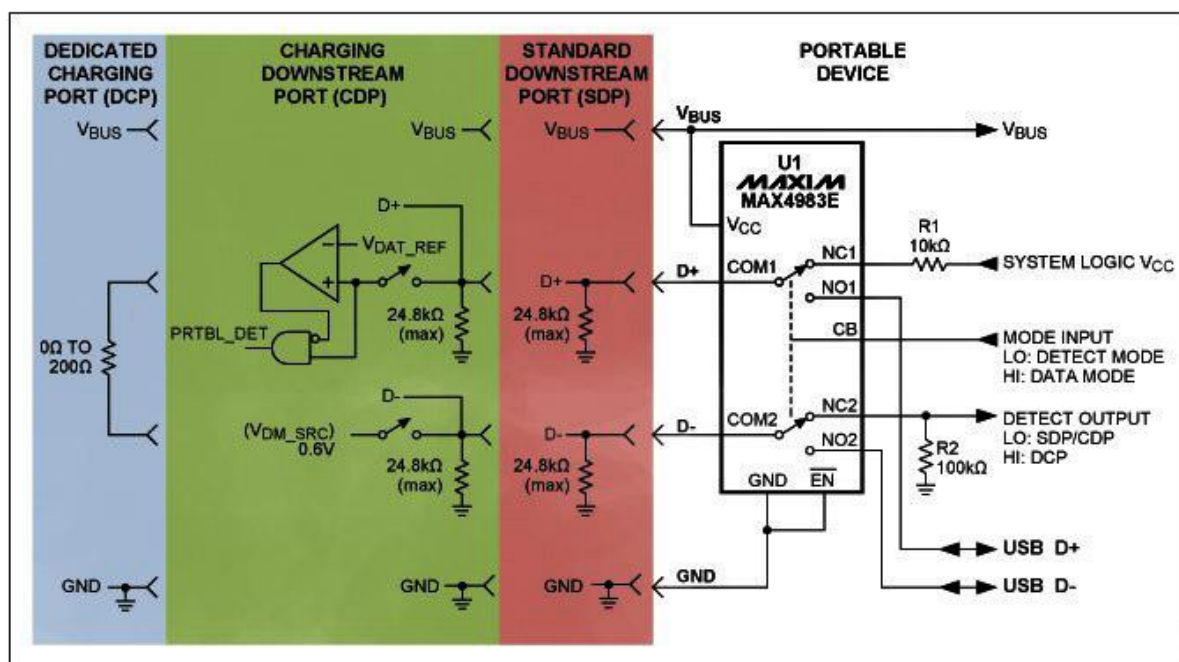 DEDICATED
CHARGING
PORT (DCP)
CHARGING
DOWNSTREAM
PORT (CDP)
STANDARD
DOWNSTREAM
PORT (SDP)
PORTABLE
DEVICE
VBUS
VBUS
VBUS
VBUS
VBUS
U1
MAXIM
MAX4983E
VCC
D+
VDAT_REF
PRTBL_DET
24.8kΩ
(max)
D+
24.8kΩ
(max)
D+
COM1
NC1
NO1
R1
10kΩ
SYSTEM LOGIC VCC
0Ω TO
200Ω
CB
MODE INPUT
LO: DETECT MODE
HI: DATA MODE
D-
(VDM_SRC)
0.6V
24.8kΩ
(max)
D-
24.8kΩ
(max)
D-
COM2
NC2
NO2
DETECT OUTPUT
LO: SDP/CDP
HI: DCP
R2
100kΩ
GND
EN
USB D+
USB D-
GND
GND
GND
GND